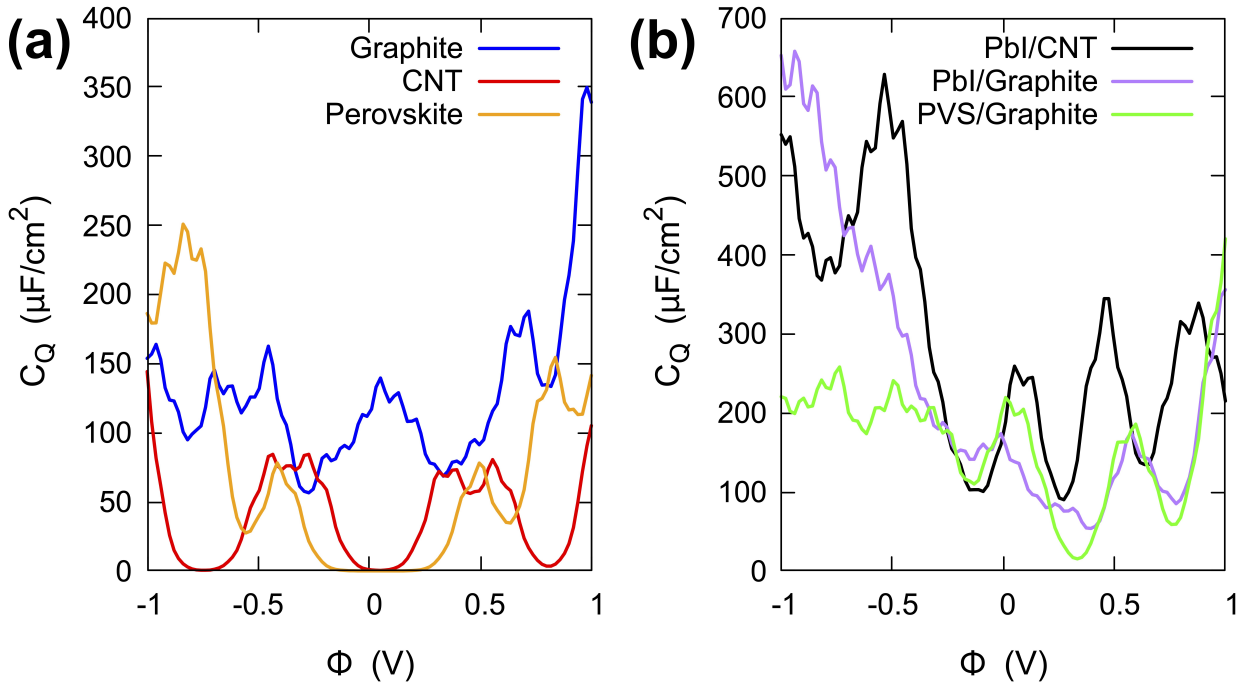 (a)
Graphite
CNT
Perovskite
400
350
300
250
200
150
100
50
0
C_Q (μF/cm²)
-1
-0.5
0
0.5
1
Φ (V)
(b)
PbI/CNT
PbI/Graphite
PVS/Graphite
700
600
500
400
300
200
100
0
C_Q (μF/cm²)
-1
-0.5
0
0.5
1
Φ (V)